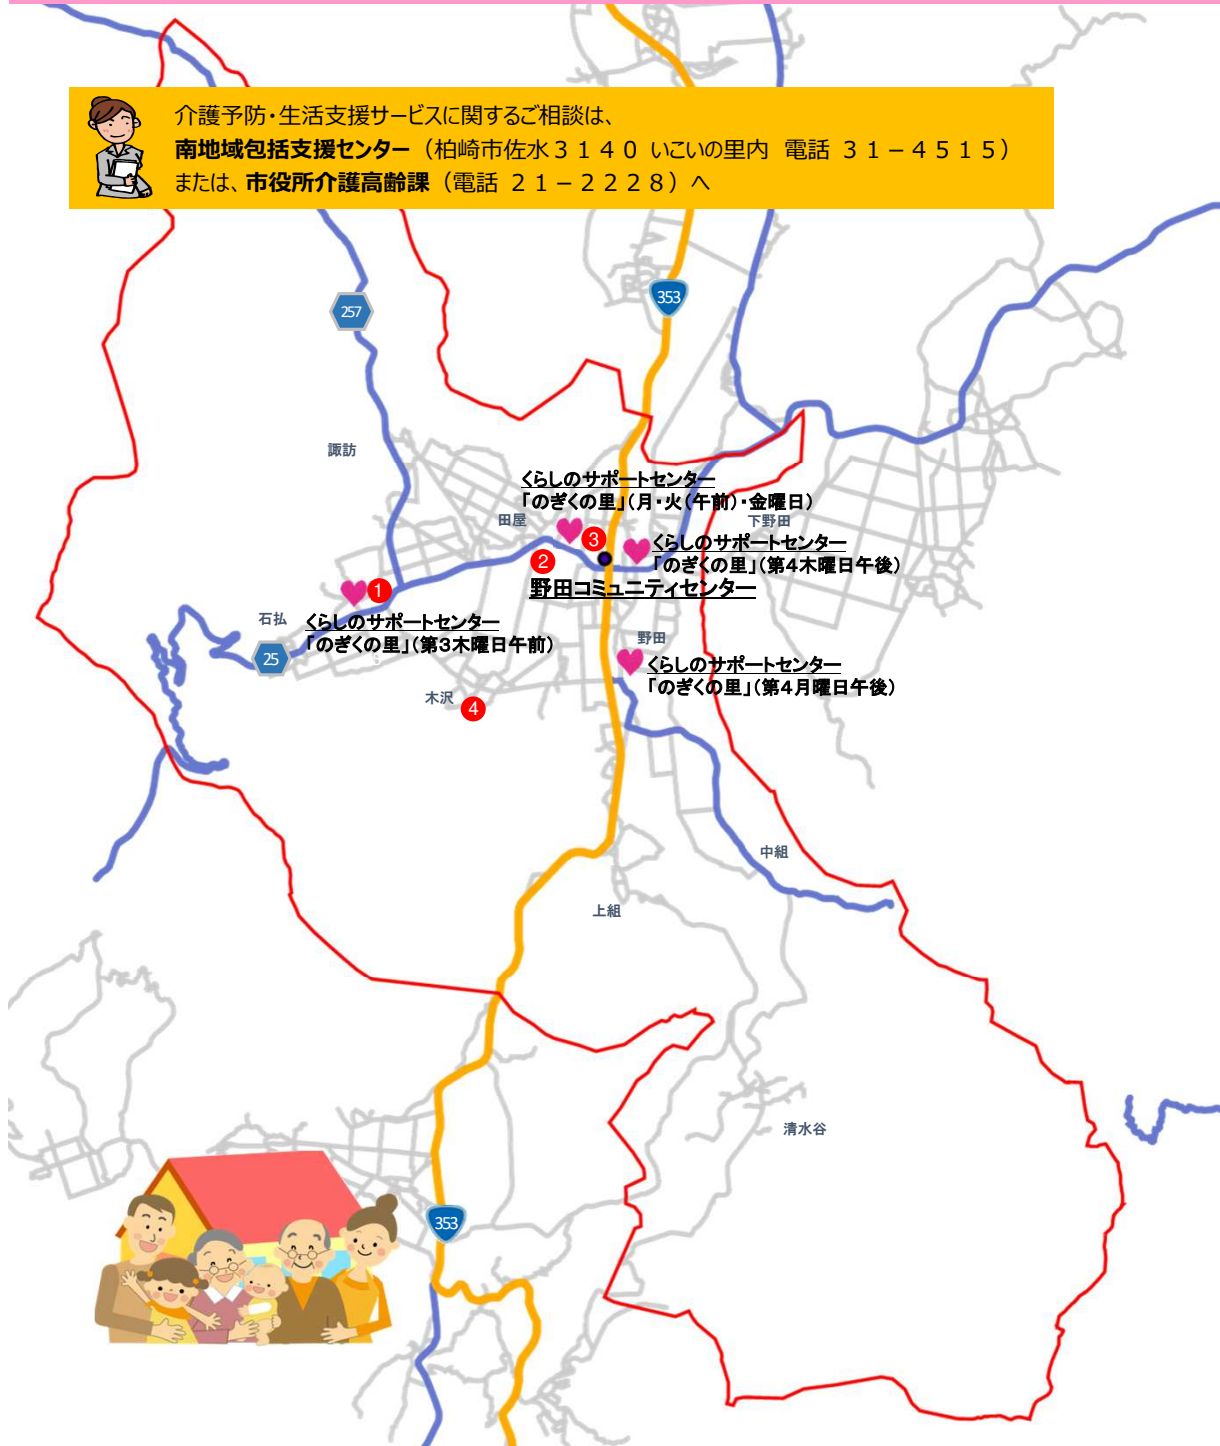 介護予防・生活支援サービスに関するご相談は、
南地域包括支援センター（柏崎市佐水３１４０ いこいの里内 電話 ３１－４５１５）
または、市役所介護高齢課（電話 ２１－２２２８）へ
257
353
諏訪
くらしのサポートセンター
「のぎくの里」(月・火(午前)・金曜日)
田屋
下野田
3
2
くらしのサポートセンター
「のぎくの里」(第4木曜日午後)
野田コミュニティセンター
1
石払
くらしのサポートセンター
「のぎくの里」(第3木曜日午前)
25
野田
くらしのサポートセンター
「のぎくの里」(第4月曜日午後)
木沢
4
中組
上組
清水谷
353